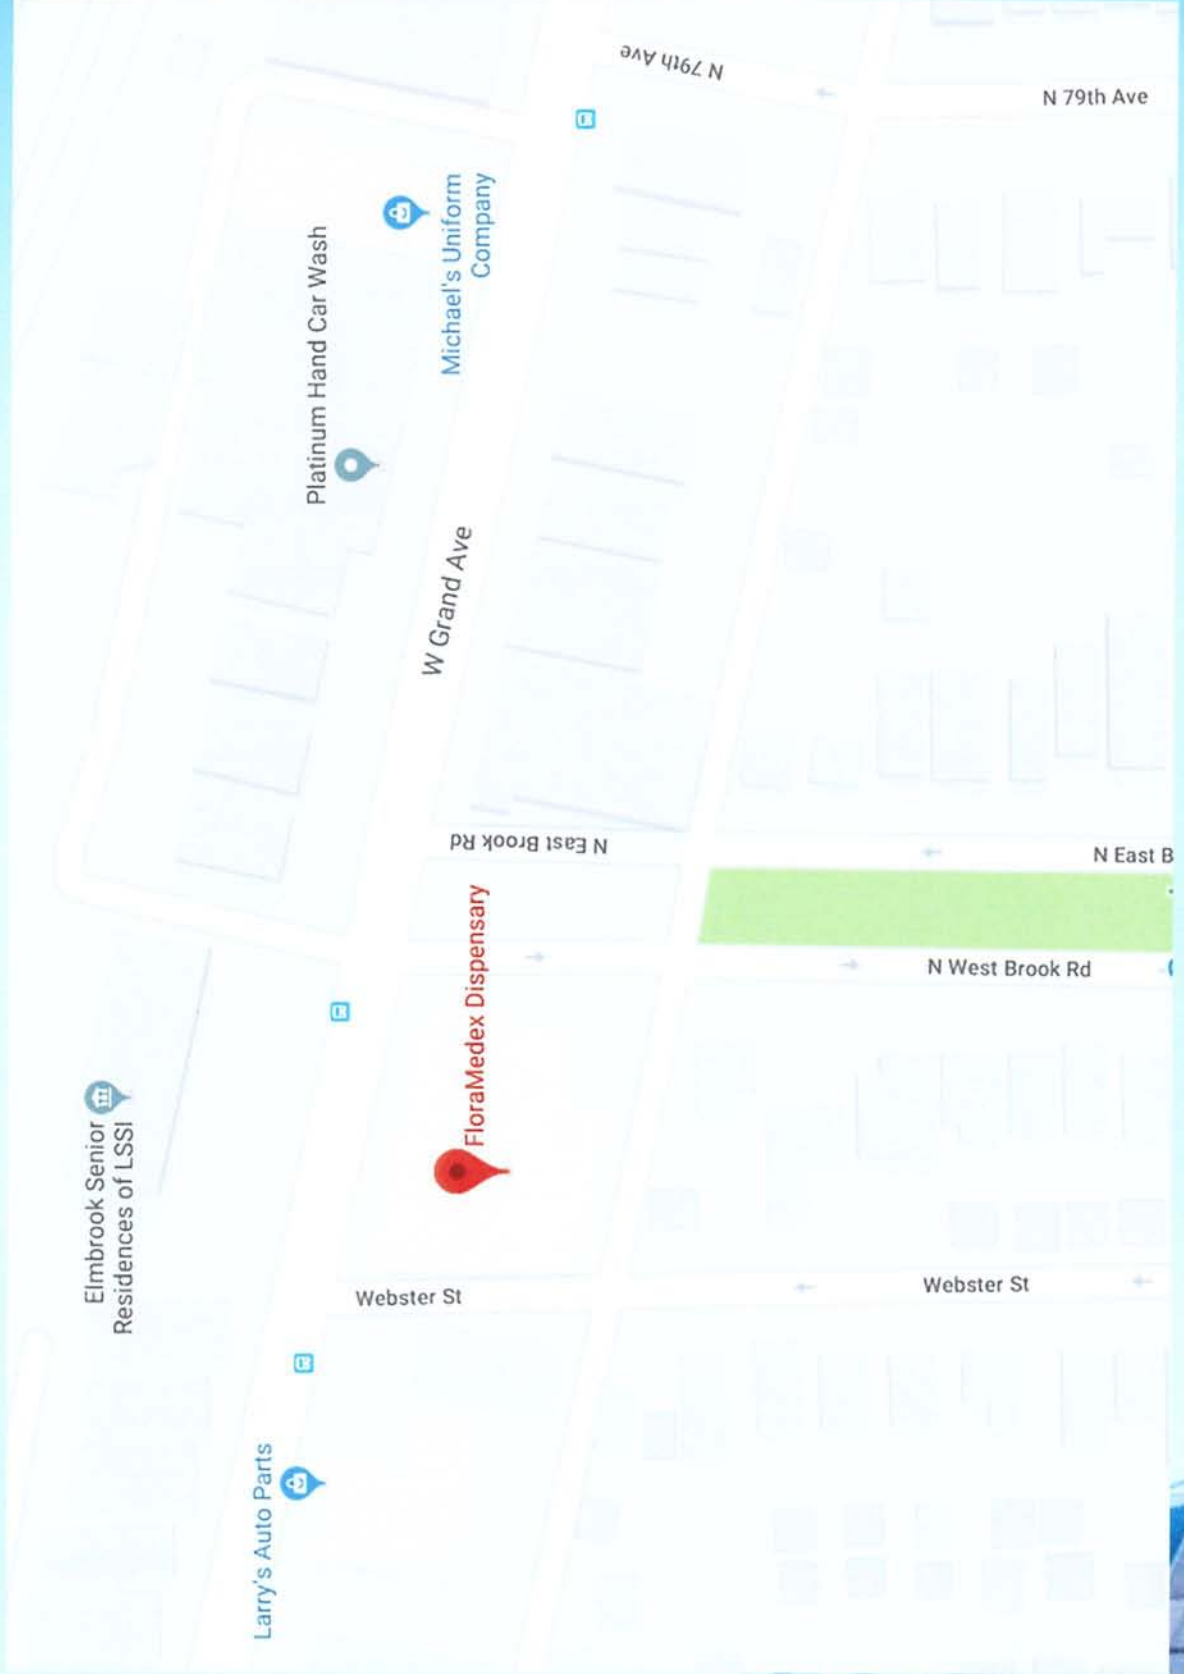 Elmbrook Senior
Residences of LSSI
Larry's Auto Parts
Platinum Hand Car Wash
Michael's Uniform
Company
W Grand Ave
FloraMedex Dispensary
Webster St
Webster St
N West Brook Rd
N East Brook Rd
N East B
N 79th Ave
N 79th Ave